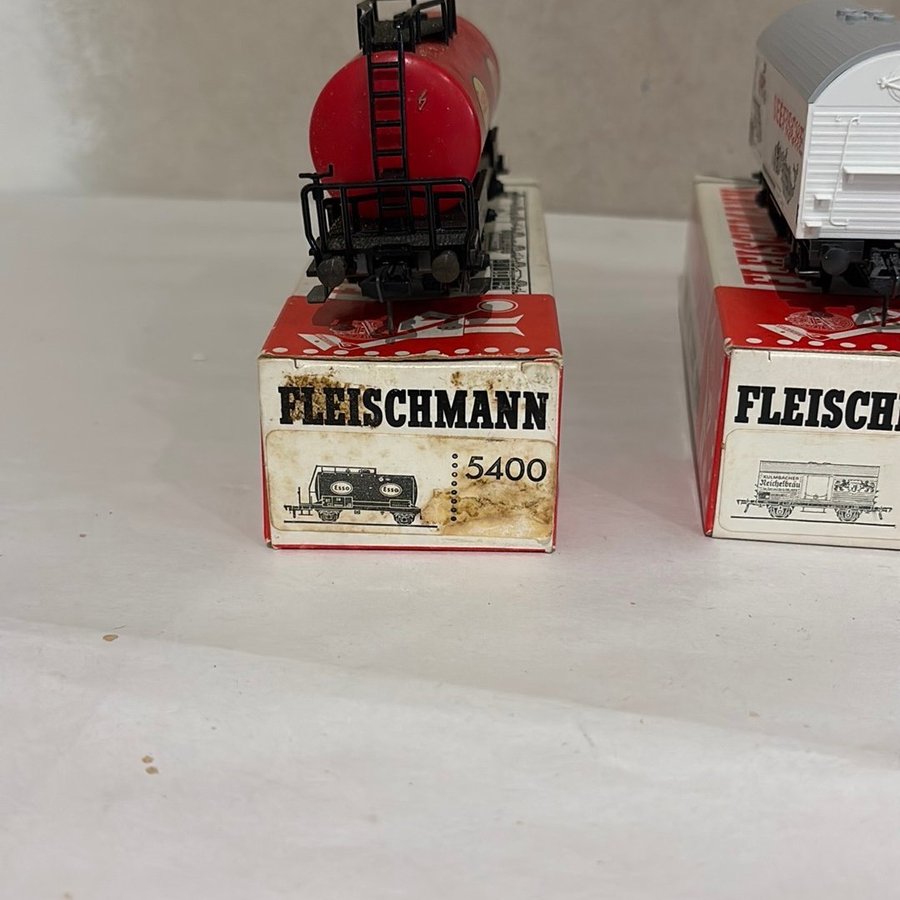 FLEISCHMANN
5400
Esso
Esso
FLEISCH
KULMBACHER
Reichelbräu